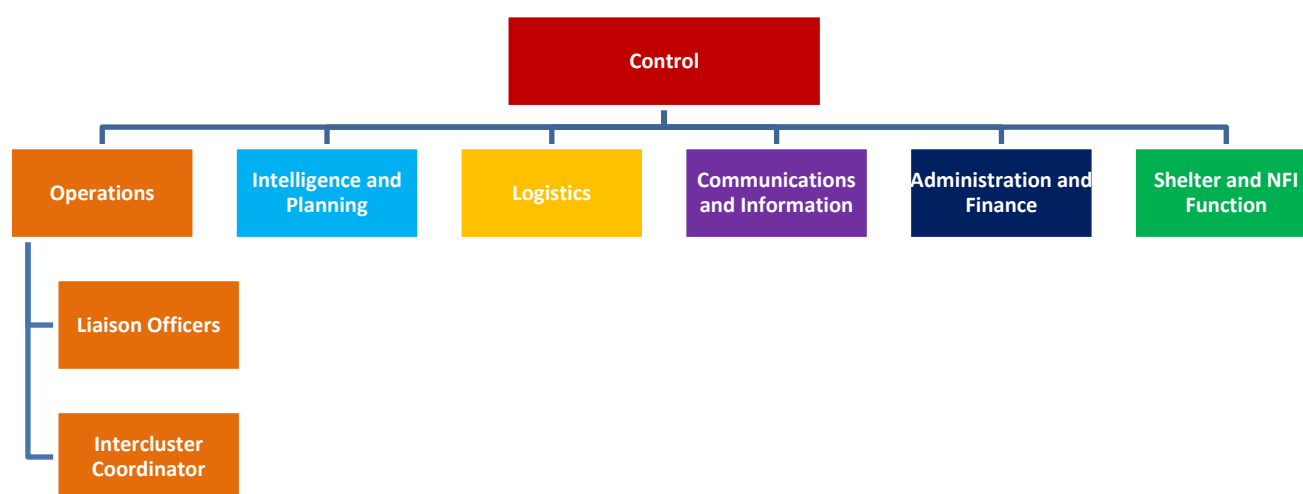 Control
Operations
Intelligence and
Planning
Logistics
Communications
and Information
Administration and
Finance
Shelter and NFI
Function
Liaison Officers
Intercluster
Coordinator